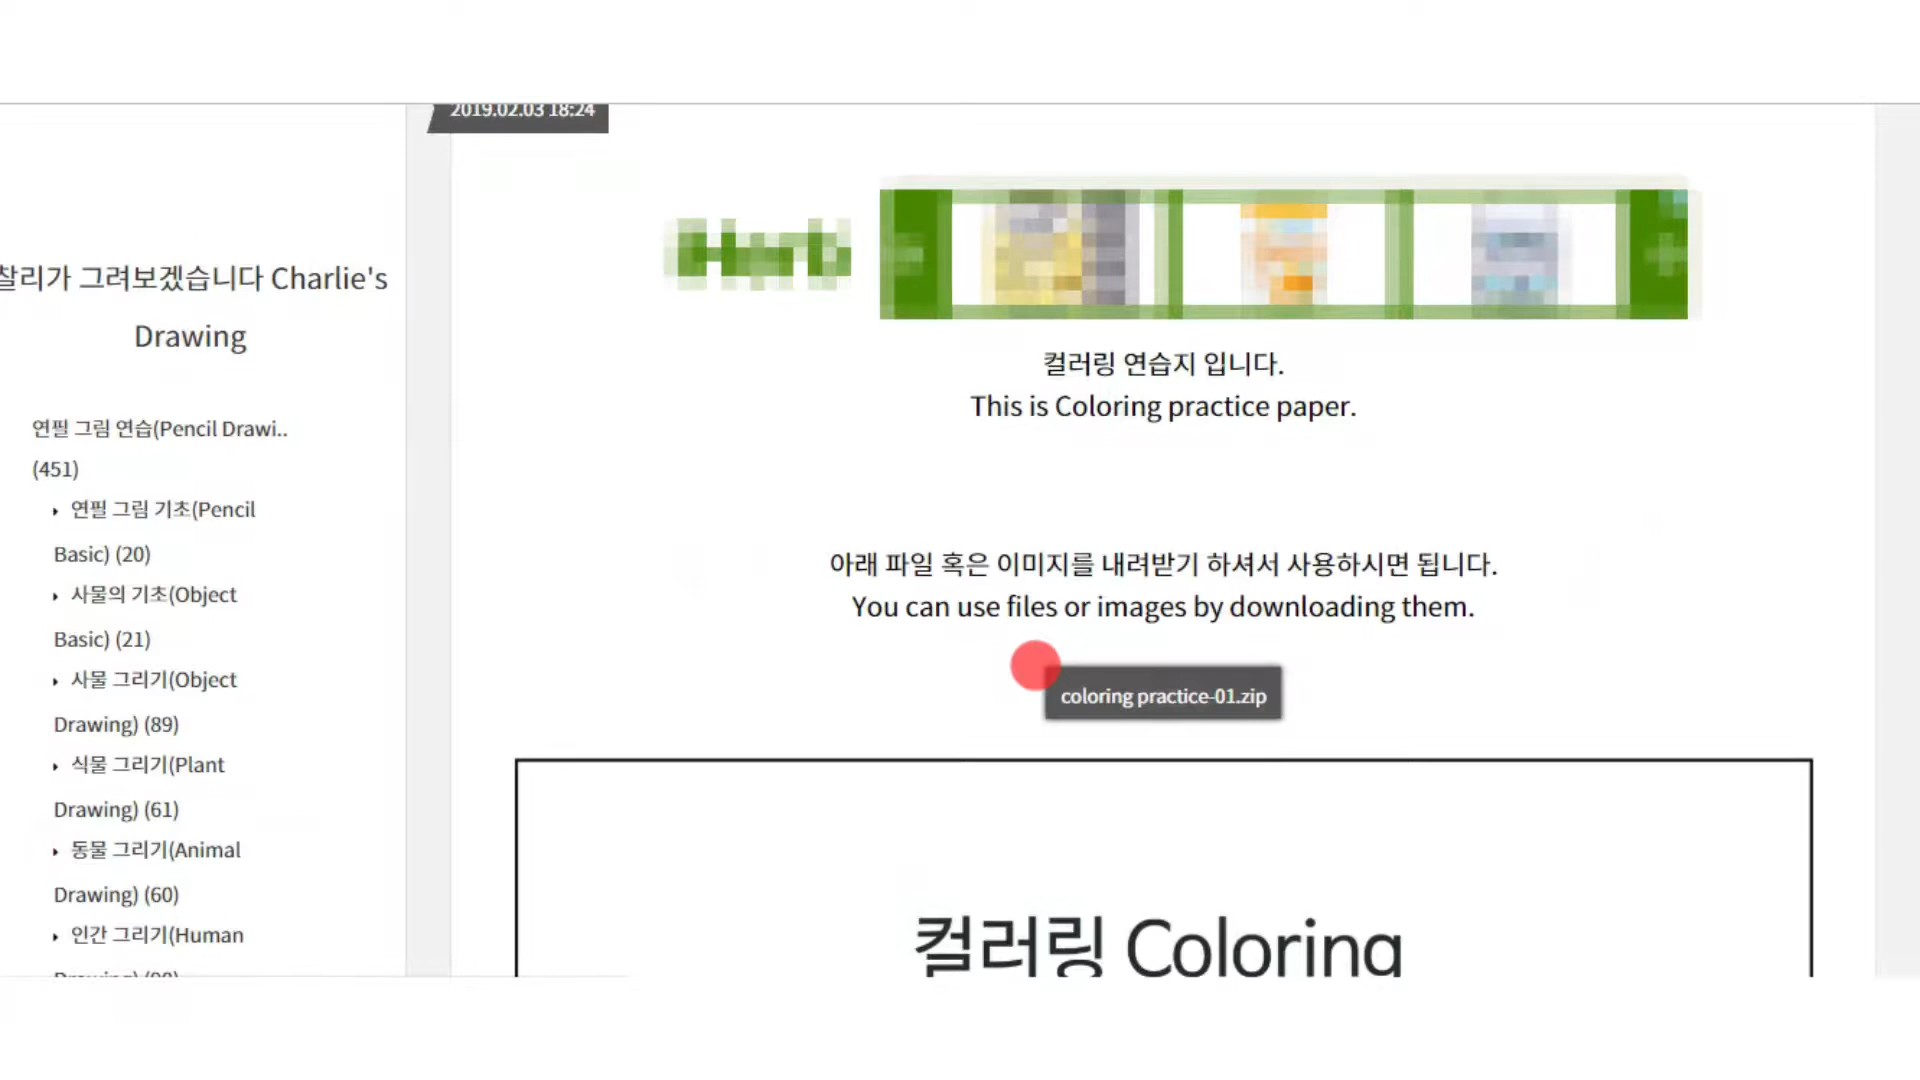 2019.02.03 18:24
찰리가 그려보겠습니다 Charlie's
Drawing
연필 그림 연습(Pencil Drawi..
(451)
연필 그림 기초(Pencil
Basic) (20)
사물의 기초(Object
Basic) (21)
사물 그리기(Object
Drawing) (89)
식물 그리기(Plant
Drawing) (61)
동물 그리기(Animal
Drawing) (60)
인간 그리기(Human
컬러링 연습지 입니다.
This is Coloring practice paper.
아래 파일 혹은 이미지를 내려받기 하셔서 사용하시면 됩니다.
You can use files or images by downloading them.
coloring practice-01.zip
컬러링 Coloring